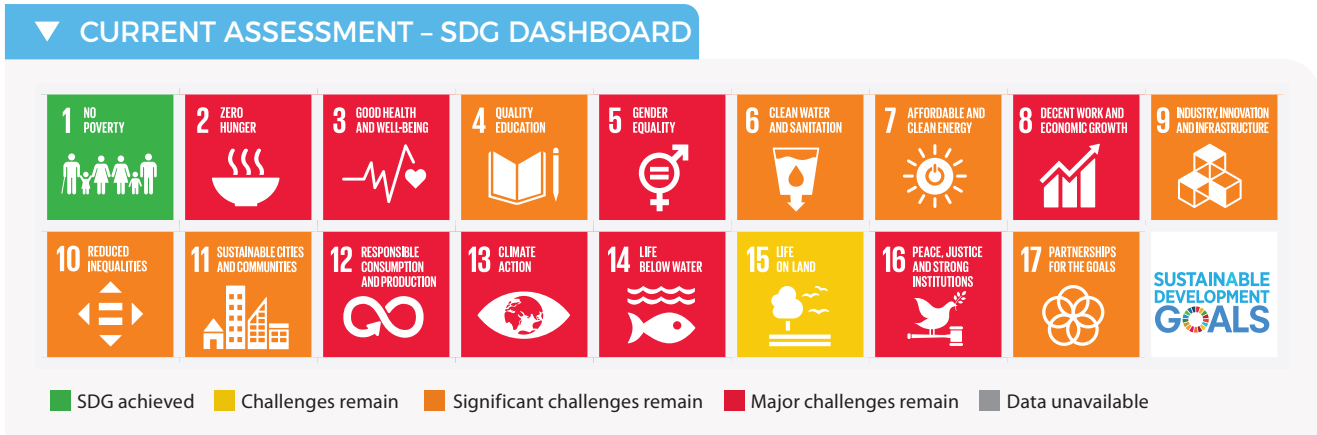 CURRENT ASSESSMENT – SDG DASHBOARD
1 NO
POVERTY
2 ZERO
HUNGER
3 GOOD HEALTH
AND WELL-BEING
4 QUALITY
EDUCATION
5 GENDER
EQUALITY
6 CLEAN WATER
AND SANITATION
7 AFFORDABLE AND
CLEAN ENERGY
8 DECENT WORK AND
ECONOMIC GROWTH
9 INDUSTRY, INNOVATION
AND INFRASTRUCTURE
10 REDUCED
INEQUALITIES
11 SUSTAINABLE CITIES
AND COMMUNITIES
12 RESPONSIBLE
CONSUMPTION
AND PRODUCTION
13 CLIMATE
ACTION
14 LIFE
BELOW WATER
15 LIFE
ON LAND
16 PEACE, JUSTICE
AND STRONG
INSTITUTIONS
17 PARTNERSHIPS
FOR THE GOALS
SUSTAINABLE
DEVELOPMENT
GOALS
SDG achieved
Challenges remain
Significant challenges remain
Major challenges remain
Data unavailable